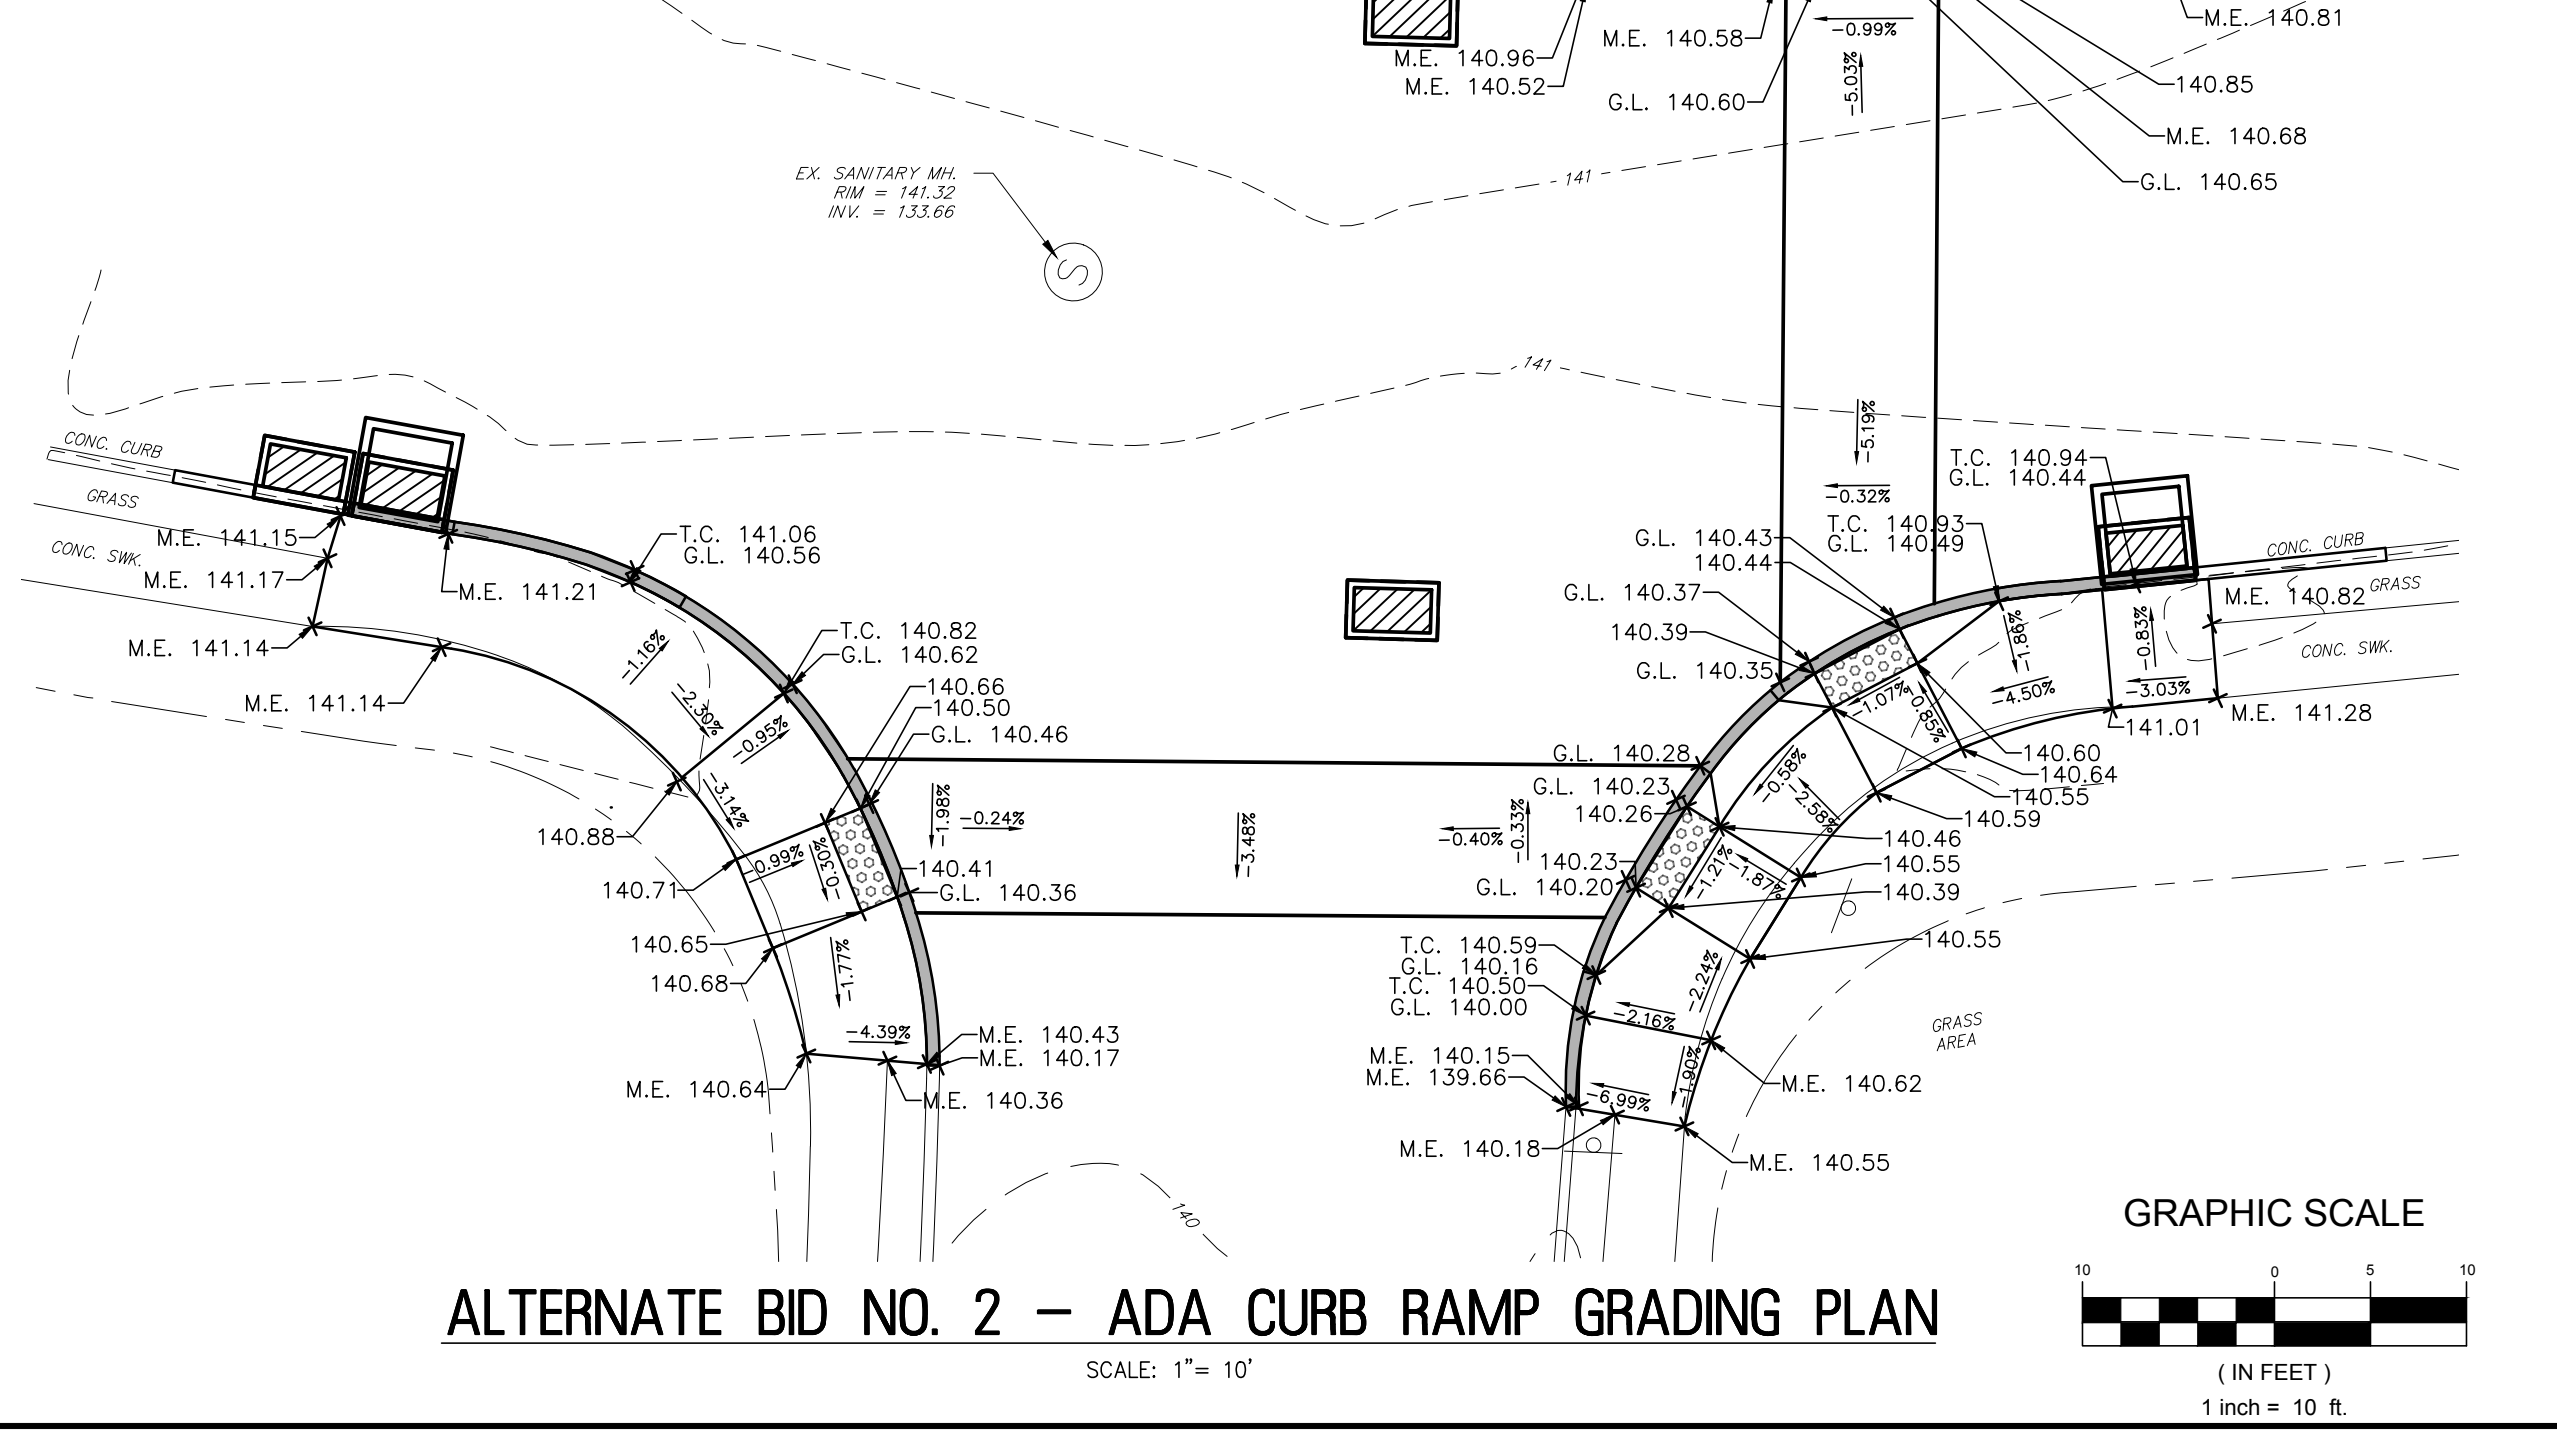 M.E. 140.81
−0.99%
M.E. 140.58
M.E. 140.96
M.E. 140.52
−5.03%
140.85
G.L. 140.60
M.E. 140.68
G.L. 140.65
141
EX. SANITARY MH.
RIM = 141.32
INV. = 133.66
S
141
−5.19%
−0.32%
CONC. CURB
GRASS
CONC. SWK.
M.E. 141.15
M.E. 141.17
M.E. 141.14
M.E. 141.14
M.E. 141.21
T.C. 141.06
G.L. 140.56
−1.16%
−2.30%
−0.95%
T.C. 140.82
G.L. 140.62
140.66
140.50
G.L. 140.46
140.88
−3.14%
−0.99%
−0.30%
140.71
140.41
G.L. 140.36
140.65
140.68
−1.77%
−4.39%
M.E. 140.43
M.E. 140.17
M.E. 140.64
M.E. 140.36
−1.98%
−0.24%
−3.48%
−0.40%
−0.33%
T.C. 140.94
G.L. 140.44
T.C. 140.93
G.L. 140.49
G.L. 140.43
140.44
G.L. 140.37
140.39
G.L. 140.35
G.L. 140.28
G.L. 140.23
140.26
140.23
G.L. 140.20
CONC. CURB
GRASS
M.E. 140.82
CONC. SWK.
−0.83%
−3.03%
−1.86%
−4.50%
−1.07%
−0.85%
M.E. 141.28
141.01
140.60
140.64
140.55
140.59
−0.58%
−2.58%
140.46
140.55
140.39
−1.21%
−1.87%
140.55
T.C. 140.59
G.L. 140.16
T.C. 140.50
G.L. 140.00
−2.24%
−2.16%
M.E. 140.15
M.E. 139.66
−1.90%
−6.99%
M.E. 140.62
M.E. 140.18
M.E. 140.55
GRASS
AREA
140
GRAPHIC SCALE
10 0 5 10
( IN FEET )
1 inch = 10 ft.
ALTERNATE BID NO. 2 − ADA CURB RAMP GRADING PLAN
SCALE: 1"= 10'